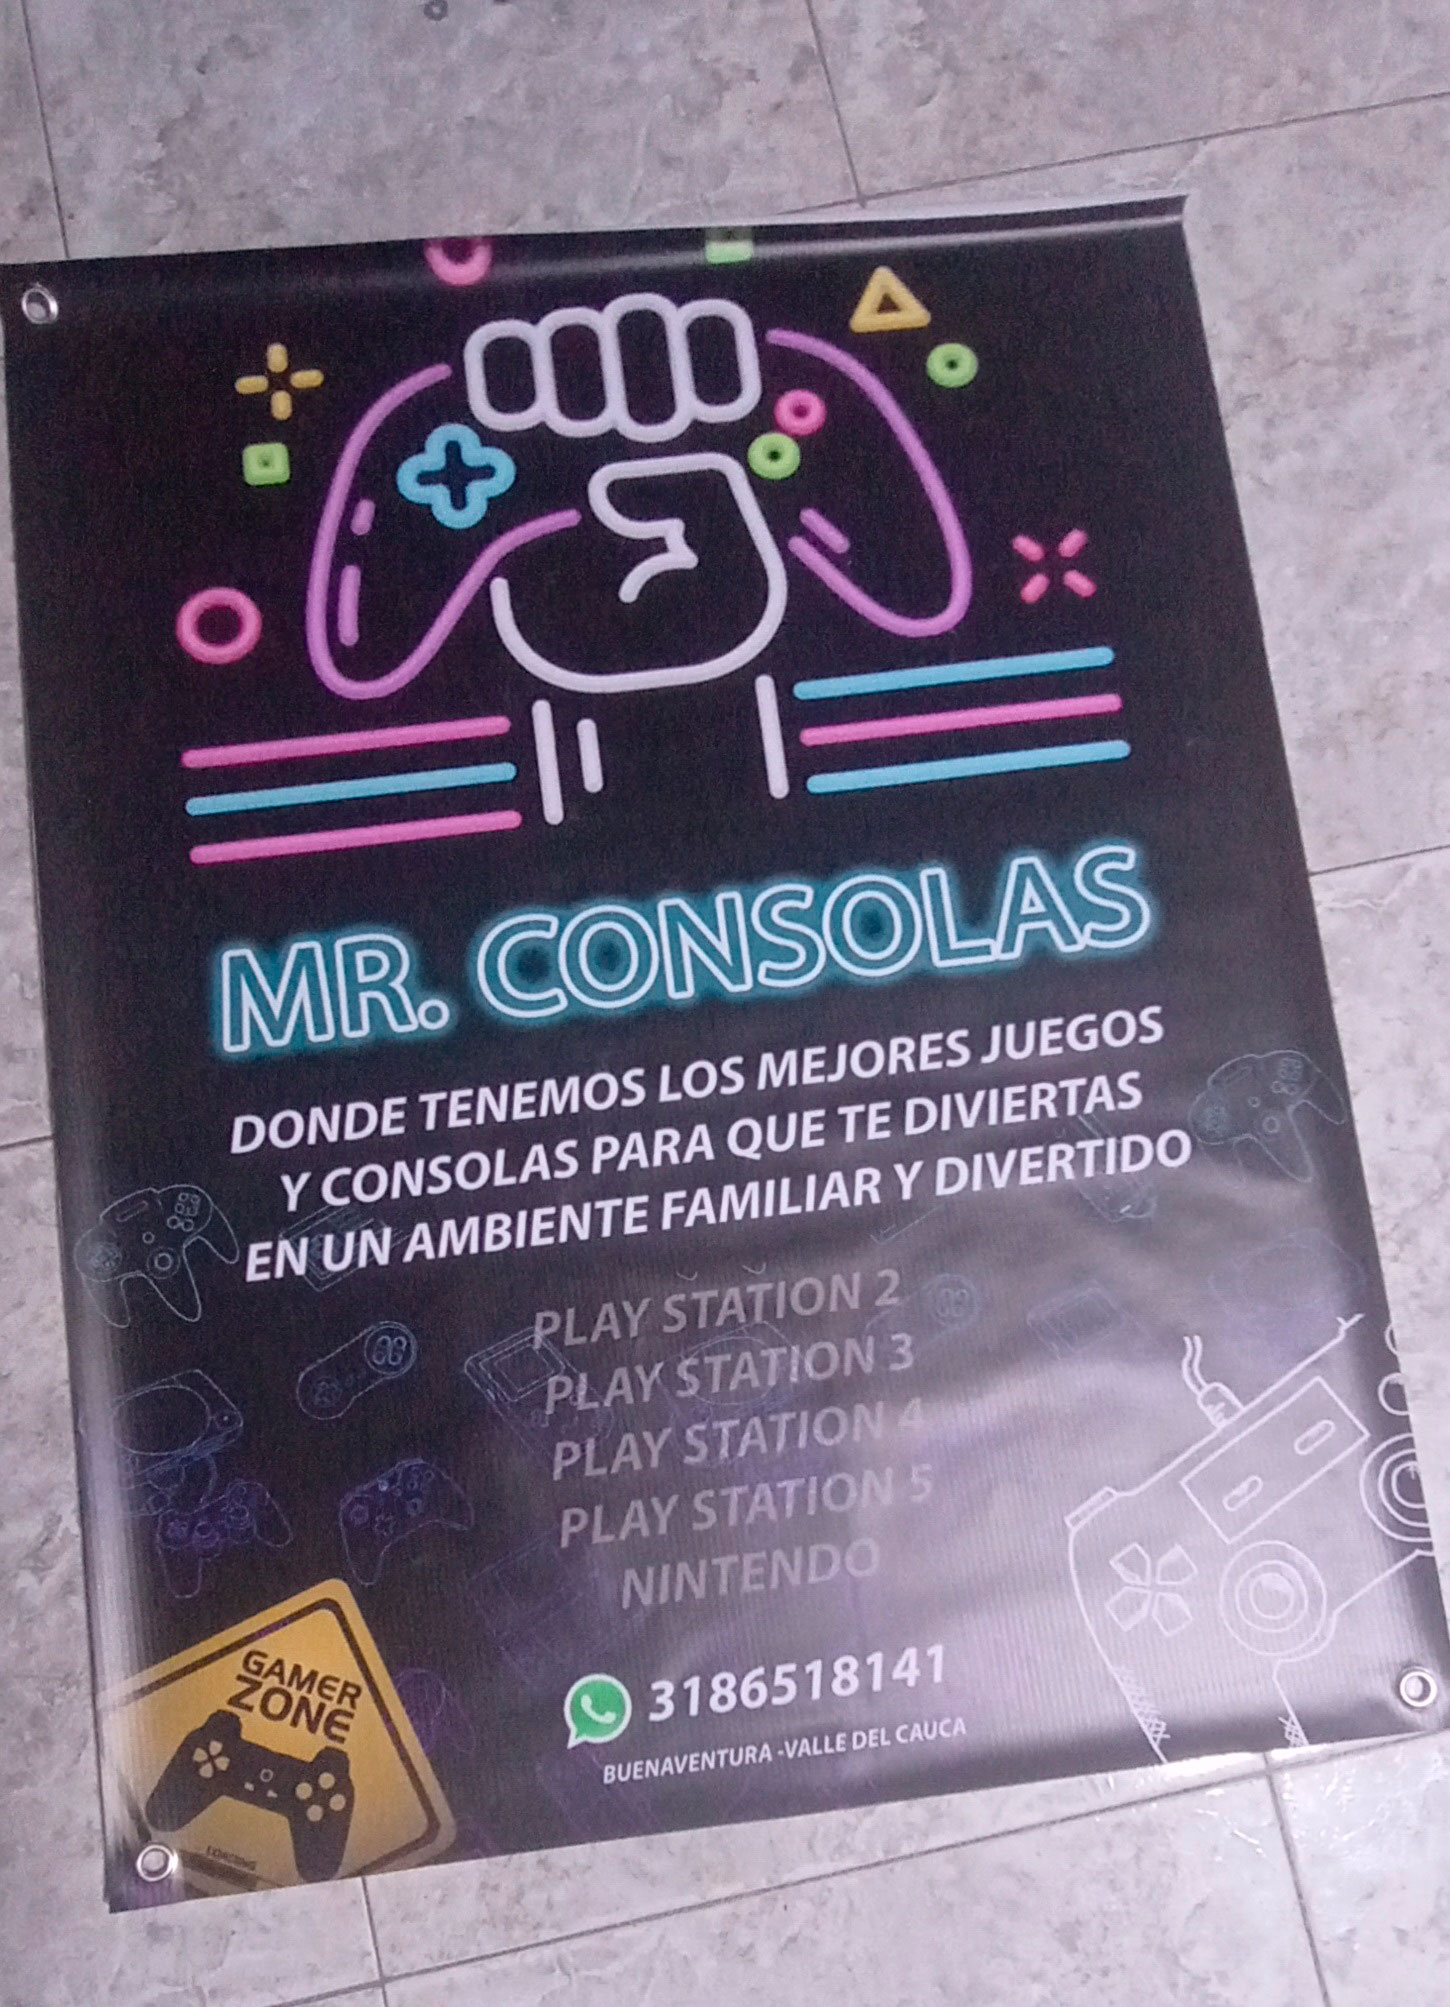 MR. CONSOLAS
DONDE TENEMOS LOS MEJORES JUEGOS
Y CONSOLAS PARA QUE TE DIVIERTAS
EN UN AMBIENTE FAMILIAR Y DIVERTIDO
PLAY STATION 2
PLAY STATION 3
PLAY STATION 4
PLAY STATION 5
NINTENDO
GAMER
ZONE
LOADING
3186518141
BUENAVENTURA -VALLE DEL CAUCA